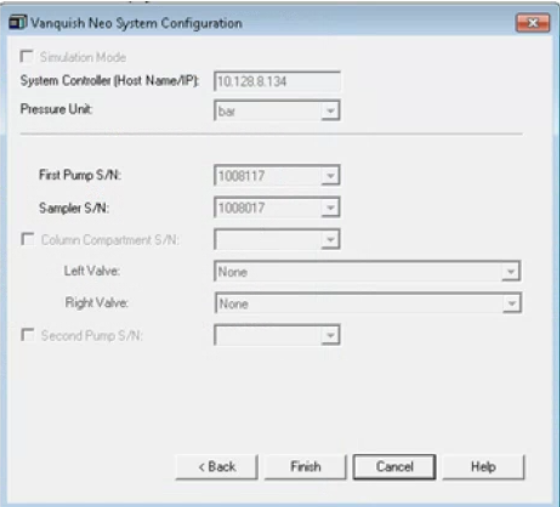 Vanquish Neo System Configuration
Simulation Mode
System Controller (Host Name/IP): 10.128.8.134
Pressure Unit: bar
First Pump S/N: 1008117
Sampler S/N: 1008017
Column Compartment S/N:
Left Valve: None
Right Valve: None
Second Pump S/N:
< Back Finish Cancel Help